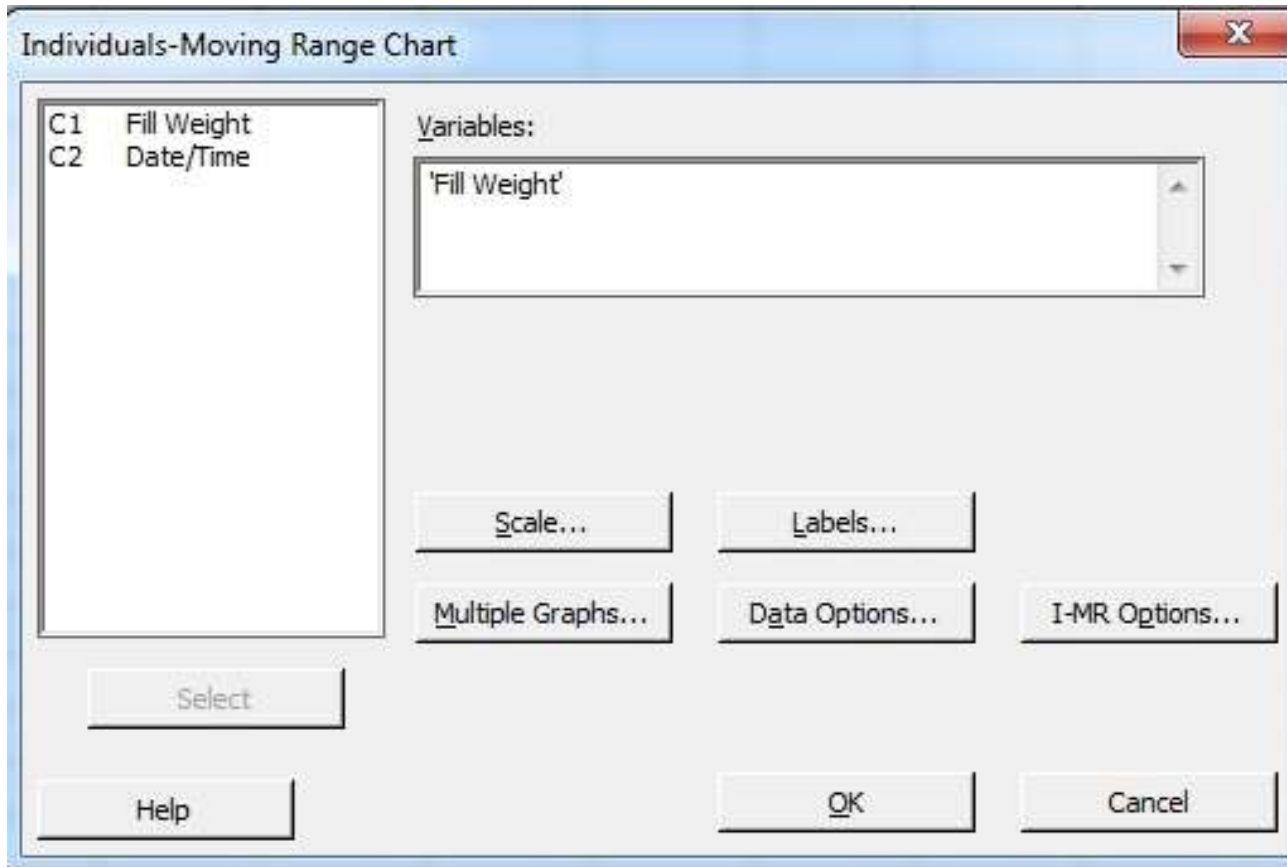 Individuals-Moving Range Chart
C1 Fill Weight
C2 Date/Time
Variables:
'Fill Weight'
Scale...
Labels...
Multiple Graphs...
Data Options...
I-MR Options...
Select
Help
OK
Cancel